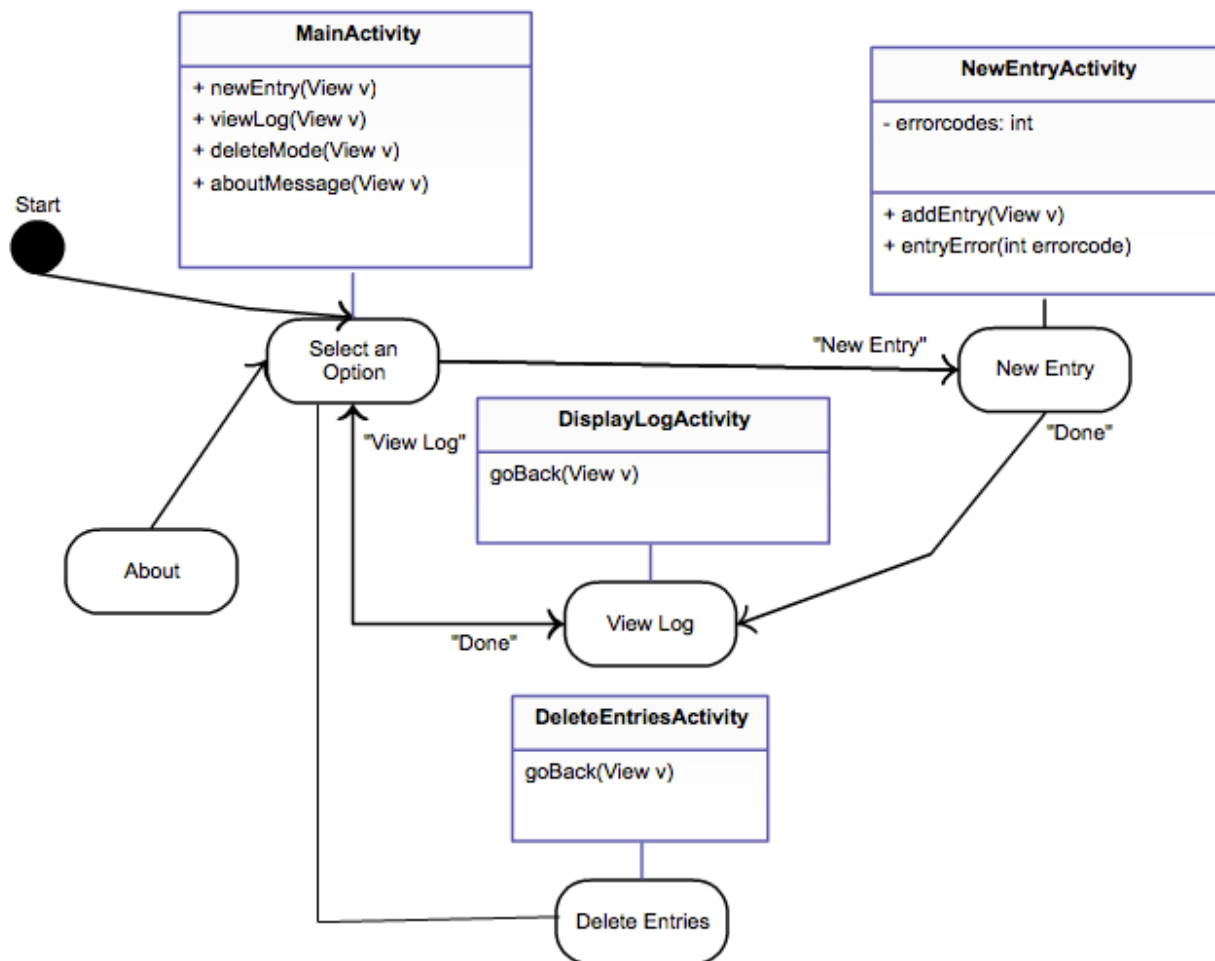 MainActivity
+ newEntry(View v)
+ viewLog(View v)
+ deleteMode(View v)
+ aboutMessage(View v)
NewEntryActivity
- errorcodes: int
+ addEntry(View v)
+ entryError(int errorcode)
Start
Select an
Option
"New Entry"
New Entry
"View Log"
"Done"
DisplayLogActivity
goBack(View v)
About
View Log
"Done"
DeleteEntriesActivity
goBack(View v)
Delete Entries